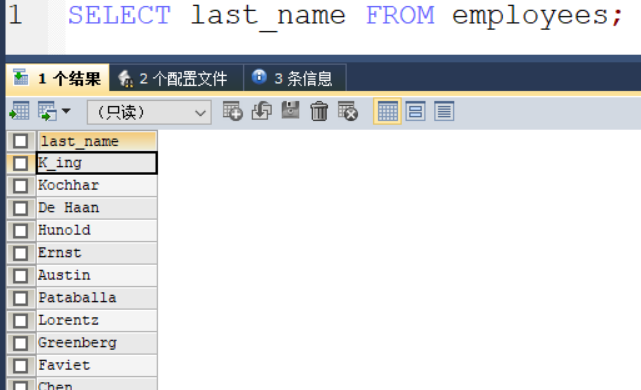 1 SELECT last_name FROM employees;
1 个结果 2 个配置文件 3 条信息
(只读)
last_name
K_ing
Kochhar
De Haan
Hunold
Ernst
Austin
Pataballa
Lorentz
Greenberg
Faviet
Chen